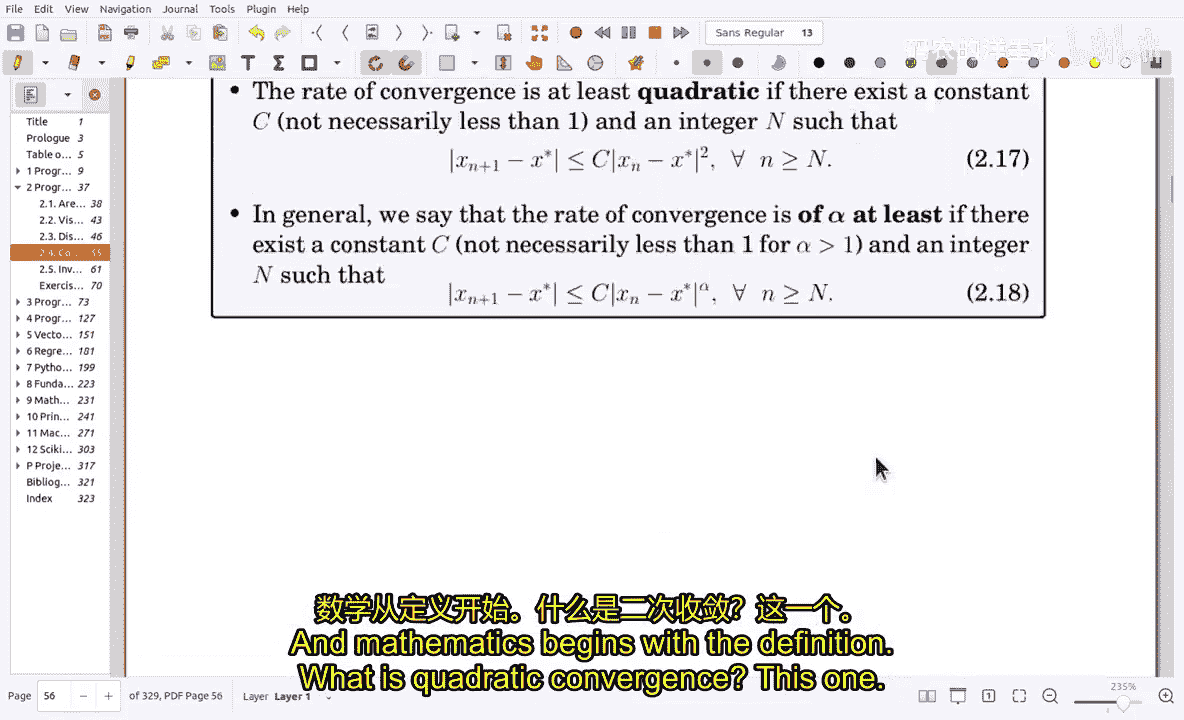 File Edit View Navigation Journal Tools Plugin Help
Sans Regular 13
Title 1
Prologue 3
Table o... 5
1 Progr... 9
2 Progr... 37
2.1. Are... 38
2.2. Vis... 43
2.3. Dis... 46
2.4. Co... 55
2.5. Inv... 61
Exercis... 70
3 Progr... 73
4 Progr... 127
5 Vecto... 151
6 Regre... 181
7 Pytho... 199
8 Funda... 223
9 Math... 231
10 Prin... 241
11 Mac... 271
12 Sciki... 303
P Proje... 317
Bibliog... 321
Index 323
• The rate of convergence is at least quadratic if there exist a constant
C (not necessarily less than 1) and an integer N such that
|xₙ₊₁ − x*| ≤ C|xₙ − x*|², ∀ n ≥ N. (2.17)
• In general, we say that the rate of convergence is of α at least if there
exist a constant C (not necessarily less than 1 for α > 1) and an integer
N such that
|xₙ₊₁ − x*| ≤ C|xₙ − x*|^α, ∀ n ≥ N. (2.18)
数学从定义开始。什么是二次收敛？这一个。
And mathematics begins with the definition.
What is quadratic convergence? This one.
Page 56 of 329, PDF Page 56 Layer Layer 1 235%